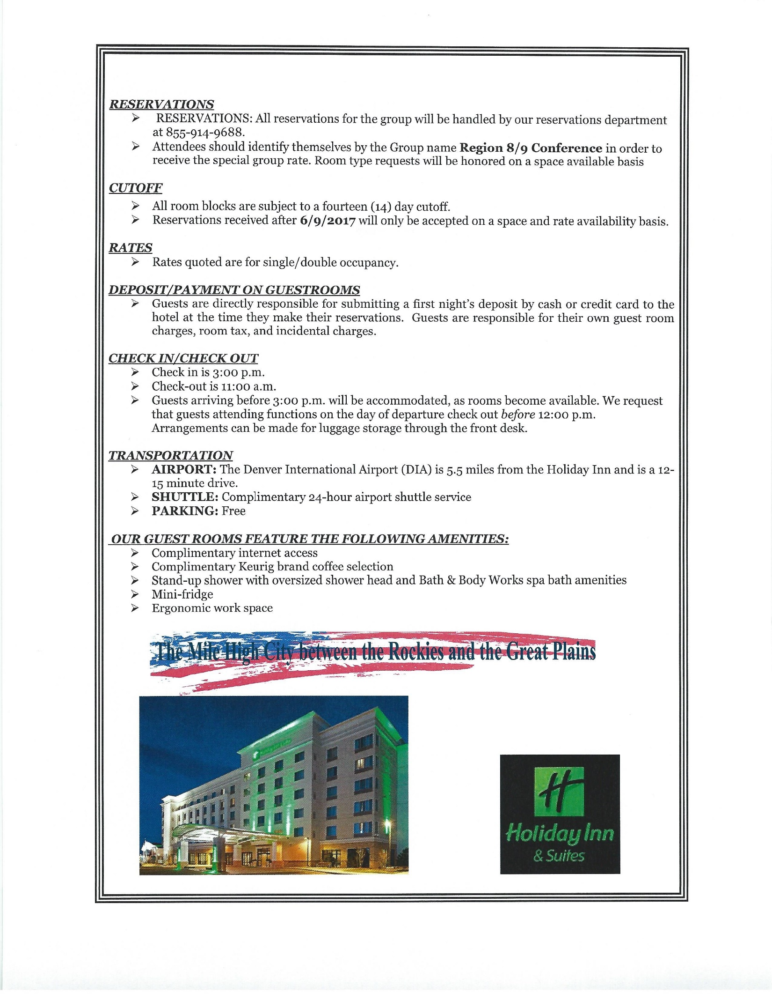 RESERVATIONS
➢ RESERVATIONS: All reservations for the group will be handled by our reservations department
at 855-914-9688.
➢ Attendees should identify themselves by the Group name Region 8/9 Conference in order to
receive the special group rate. Room type requests will be honored on a space available basis
CUTOFF
➢ All room blocks are subject to a fourteen (14) day cutoff.
➢ Reservations received after 6/9/2017 will only be accepted on a space and rate availability basis.
RATES
➢ Rates quoted are for single/double occupancy.
DEPOSIT/PAYMENT ON GUESTROOMS
➢ Guests are directly responsible for submitting a first night's deposit by cash or credit card to the
hotel at the time they make their reservations. Guests are responsible for their own guest room
charges, room tax, and incidental charges.
CHECK IN/CHECK OUT
➢ Check in is 3:00 p.m.
➢ Check-out is 11:00 a.m.
➢ Guests arriving before 3:00 p.m. will be accommodated, as rooms become available. We request
that guests attending functions on the day of departure check out before 12:00 p.m.
Arrangements can be made for luggage storage through the front desk.
TRANSPORTATION
➢ AIRPORT: The Denver International Airport (DIA) is 5.5 miles from the Holiday Inn and is a 12-
15 minute drive.
➢ SHUTTLE: Complimentary 24-hour airport shuttle service
➢ PARKING: Free
OUR GUEST ROOMS FEATURE THE FOLLOWING AMENITIES:
➢ Complimentary internet access
➢ Complimentary Keurig brand coffee selection
➢ Stand-up shower with oversized shower head and Bath & Body Works spa bath amenities
➢ Mini-fridge
➢ Ergonomic work space
The Mile High City between the Rockies and the Great Plains
H
Holiday Inn
& Suites